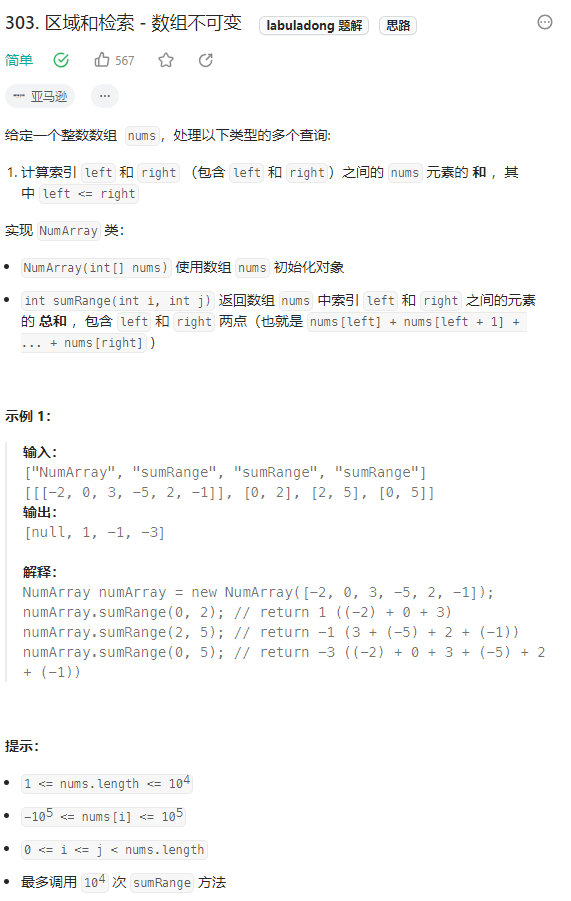 303. 区域和检索 - 数组不可变 labuladong 题解 思路
简单 567
亚马逊 ...
给定一个整数数组 nums，处理以下类型的多个查询:
1. 计算索引 left 和 right （包含 left 和 right）之间的 nums 元素的 和 ，其
中 left <= right
实现 NumArray 类：
• NumArray(int[] nums) 使用数组 nums 初始化对象
• int sumRange(int i, int j) 返回数组 nums 中索引 left 和 right 之间的元素
的 总和 ，包含 left 和 right 两点（也就是 nums[left] + nums[left + 1] +
... + nums[right] )
示例 1：
输入：
["NumArray", "sumRange", "sumRange", "sumRange"]
[[[-2, 0, 3, -5, 2, -1]], [0, 2], [2, 5], [0, 5]]
输出：
[null, 1, -1, -3]
解释：
NumArray numArray = new NumArray([-2, 0, 3, -5, 2, -1]);
numArray.sumRange(0, 2); // return 1 ((-2) + 0 + 3)
numArray.sumRange(2, 5); // return -1 (3 + (-5) + 2 + (-1))
numArray.sumRange(0, 5); // return -3 ((-2) + 0 + 3 + (-5) + 2
+ (-1))
提示：
• 1 <= nums.length <= 10⁴
• -10⁵ <= nums[i] <= 10⁵
• 0 <= i <= j < nums.length
• 最多调用 10⁴ 次 sumRange 方法